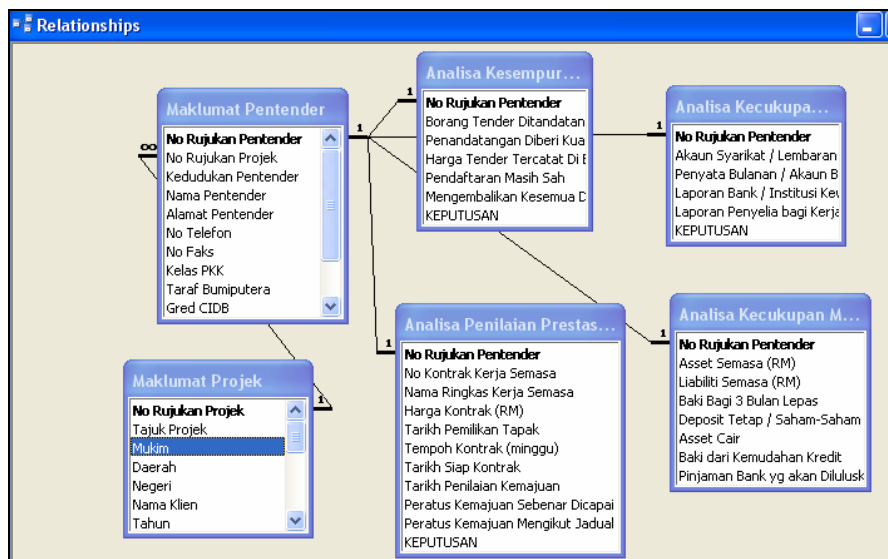 Relationships
Maklumat Pentender
No Rujukan Pentender
No Rujukan Projek
Kedudukan Pentender
Nama Pentender
Alamat Pentender
No Telefon
No Faks
Kelas PKK
Taraf Bumiputera
Gred CIDB
1
∞
Analisa Kesempur...
1
No Rujukan Pentender
Borang Tender Ditandatan
Penandatangan Diberi Kua
Harga Tender Tercatat Di B
Pendaftaran Masih Sah
Mengembalikan Kesemua D
KEPUTUSAN
Analisa Kecukupa...
1
No Rujukan Pentender
Akaun Syarikat / Lembaran
Penyata Bulanan / Akaun B
Laporan Bank / Institusi Keu
Laporan Penyelia bagi Kerja
KEPUTUSAN
Maklumat Projek
No Rujukan Projek
1
Tajuk Projek
Mukim
Daerah
Negeri
Nama Klien
Tahun
Analisa Penilaian Prestas...
1
No Rujukan Pentender
No Kontrak Kerja Semasa
Nama Ringkas Kerja Semasa
Harga Kontrak (RM)
Tarikh Pemilikan Tapak
Tempoh Kontrak (minggu)
Tarikh Siap Kontrak
Tarikh Penilaian Kemajuan
Peratus Kemajuan Sebenar Dicapai
Peratus Kemajuan Mengikut Jadual
KEPUTUSAN
Analisa Kecukupan M...
1
No Rujukan Pentender
Asset Semasa (RM)
Liabiliti Semasa (RM)
Baki Bagi 3 Bulan Lepas
Deposit Tetap / Saham-Saham
Asset Cair
Baki dari Kemudahan Kredit
Pinjaman Bank yg akan Dilulusk